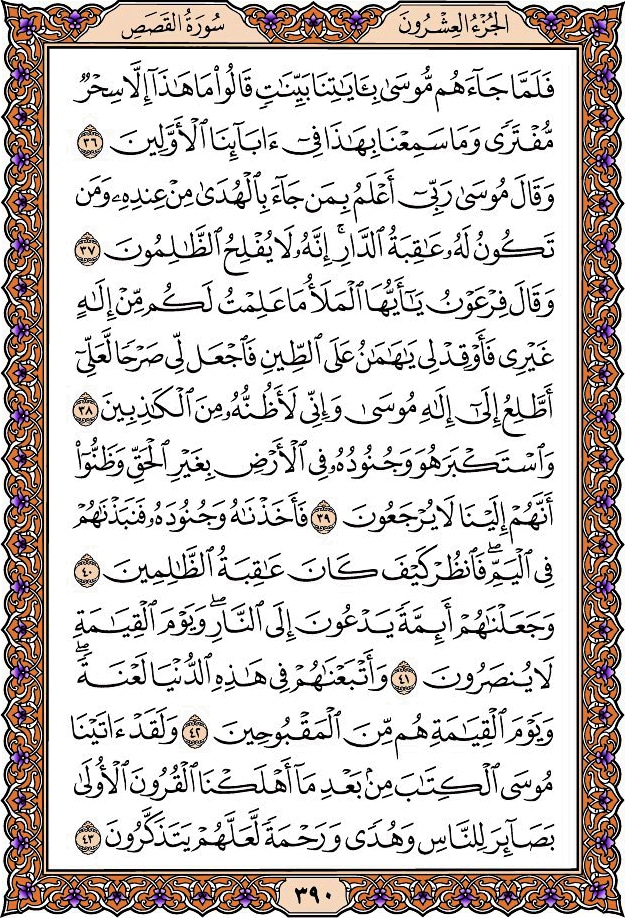 الجُزْءُ العِشْرُونَ
سُورَةُ القَصَصِ
فَلَمَّا جَآءَهُم مُّوسَىٰ بِـَٔايَٰتِنَا بَيِّنَٰتٖ قَالُواْ مَا هَٰذَآ إِلَّا سِحۡرٞ
مُّفۡتَرٗى وَمَا سَمِعۡنَا بِهَٰذَا فِيٓ ءَابَآئِنَا ٱلۡأَوَّلِينَ ٣٦
وَقَالَ مُوسَىٰ رَبِّيٓ أَعۡلَمُ بِمَن جَآءَ بِٱلۡهُدَىٰ مِنۡ عِندِهِۦ وَمَن
تَكُونُ لَهُۥ عَٰقِبَةُ ٱلدَّارِۚ إِنَّهُۥ لَا يُفۡلِحُ ٱلظَّٰلِمُونَ ٣٧
وَقَالَ فِرۡعَوۡنُ يَٰٓأَيُّهَا ٱلۡمَلَأُ مَا عَلِمۡتُ لَكُم مِّنۡ إِلَٰهٍ
غَيۡرِي فَأَوۡقِدۡ لِي يَٰهَٰمَٰنُ عَلَى ٱلطِّينِ فَٱجۡعَل لِّي صَرۡحٗا لَّعَلِّيٓ
أَطَّلِعُ إِلَىٰٓ إِلَٰهِ مُوسَىٰ وَإِنِّي لَأَظُنُّهُۥ مِنَ ٱلۡكَٰذِبِينَ ٣٨
وَٱسۡتَكۡبَرَ هُوَ وَجُنُودُهُۥ فِي ٱلۡأَرۡضِ بِغَيۡرِ ٱلۡحَقِّ وَظَنُّوٓاْ
أَنَّهُمۡ إِلَيۡنَا لَا يُرۡجَعُونَ ٣٩ فَأَخَذۡنَٰهُ وَجُنُودَهُۥ فَنَبَذۡنَٰهُمۡ
فِي ٱلۡيَمِّۖ فَٱنظُرۡ كَيۡفَ كَانَ عَٰقِبَةُ ٱلظَّٰلِمِينَ ٤٠
وَجَعَلۡنَٰهُمۡ أَئِمَّةٗ يَدۡعُونَ إِلَى ٱلنَّارِۖ وَيَوۡمَ ٱلۡقِيَٰمَةِ
لَا يُنصَرُونَ ٤١ وَأَتۡبَعۡنَٰهُمۡ فِي هَٰذِهِ ٱلدُّنۡيَا لَعۡنَةٗۖ
وَيَوۡمَ ٱلۡقِيَٰمَةِ هُم مِّنَ ٱلۡمَقۡبُوحِينَ ٤٢ وَلَقَدۡ ءَاتَيۡنَا
مُوسَى ٱلۡكِتَٰبَ مِنۢ بَعۡدِ مَآ أَهۡلَكۡنَا ٱلۡقُرُونَ ٱلۡأُولَىٰ
بَصَآئِرَ لِلنَّاسِ وَهُدٗى وَرَحۡمَةٗ لَّعَلَّهُمۡ يَتَذَكَّرُونَ ٤٣
٣٩٠